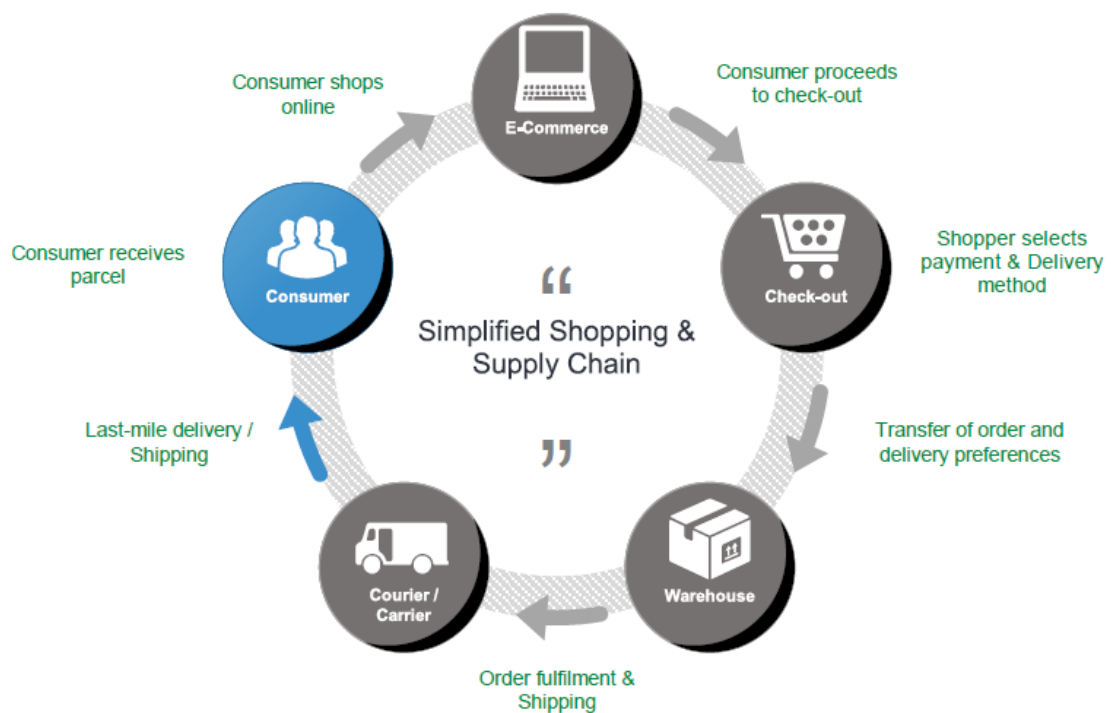 Consumer shops
online
E-Commerce
Consumer proceeds
to check-out
Consumer receives
parcel
Consumer
“
Simplified Shopping &
Supply Chain
”
Check-out
Shopper selects
payment & Delivery
method
Last-mile delivery /
Shipping
Transfer of order and
delivery preferences
Courier /
Carrier
Warehouse
Order fulfilment &
Shipping